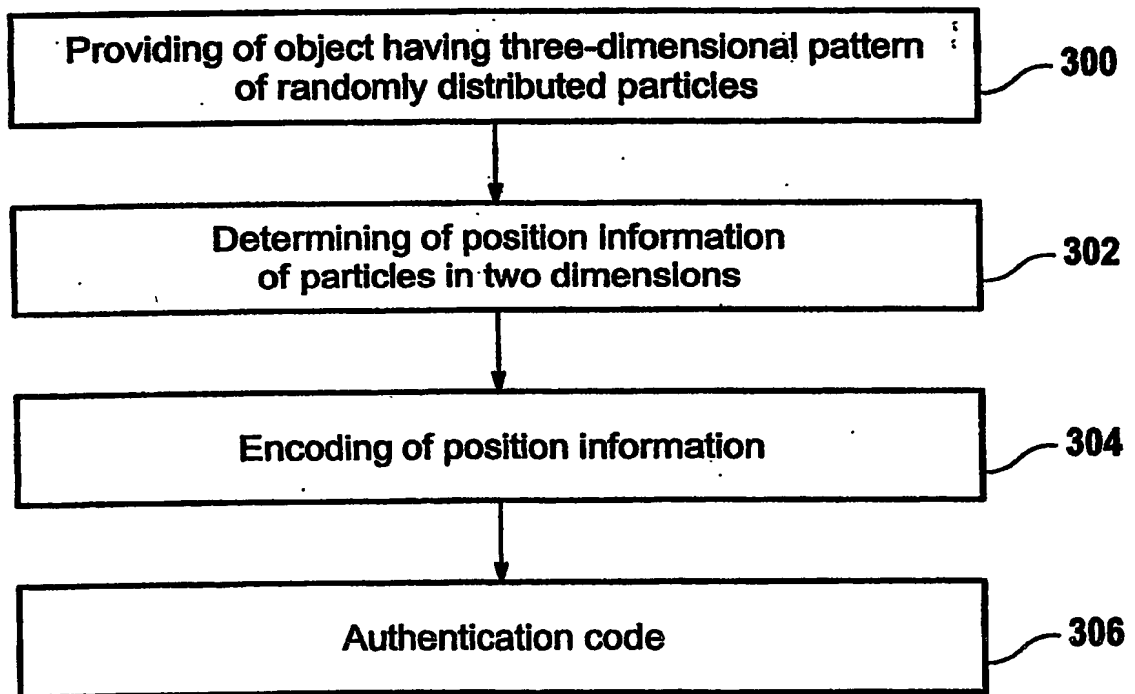 Providing of object having three-dimensional pattern
of randomly distributed particles
300
Determining of position information
of particles in two dimensions
302
Encoding of position information
304
Authentication code
306